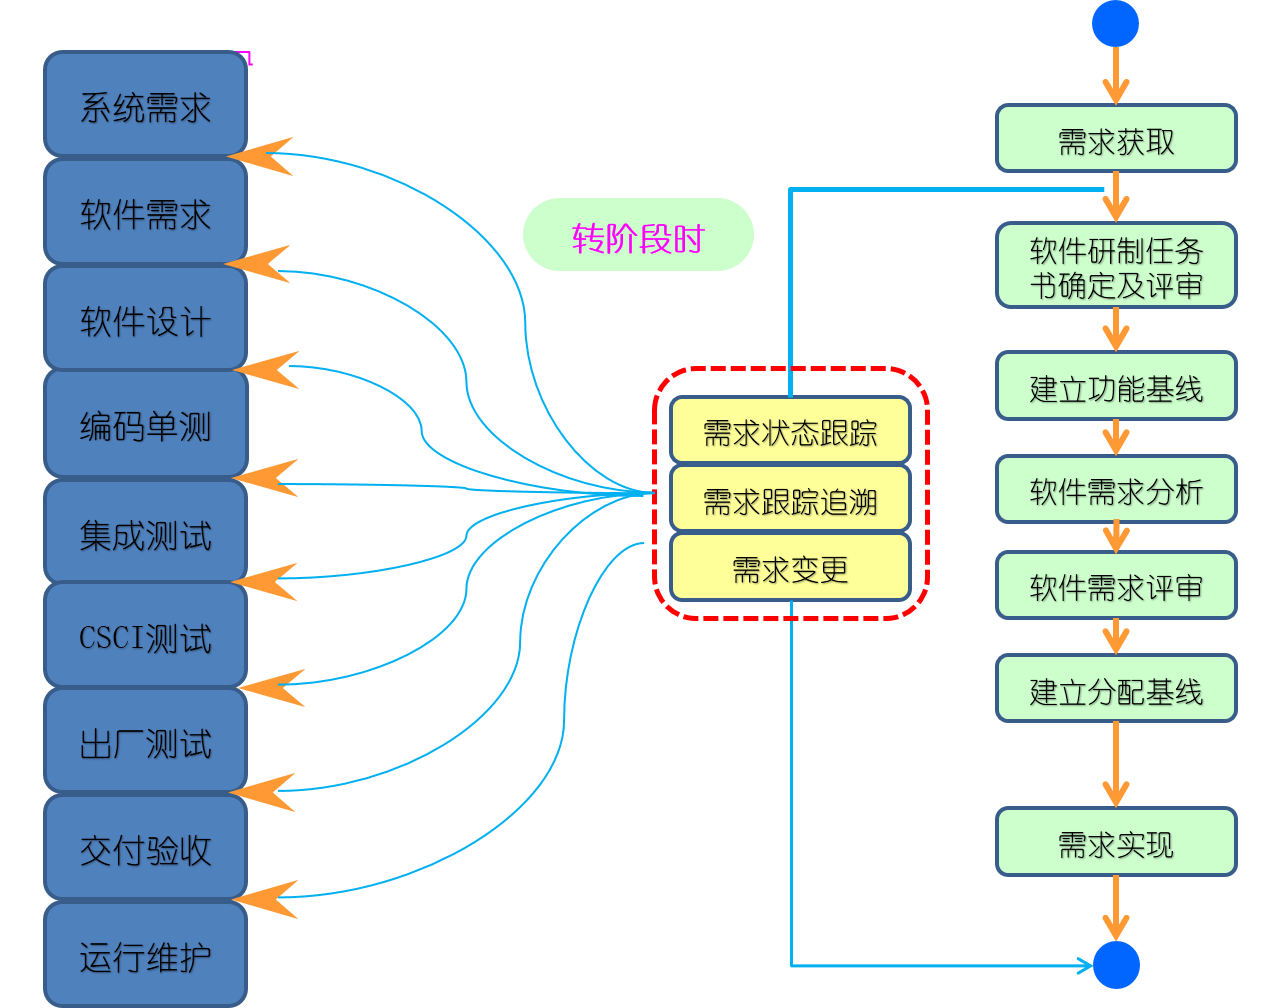 系统需求
软件需求
软件设计
编码单测
集成测试
CSCI测试
出厂测试
交付验收
运行维护
转阶段时
需求状态跟踪
需求跟踪追溯
需求变更
需求获取
软件研制任务
书确定及评审
建立功能基线
软件需求分析
软件需求评审
建立分配基线
需求实现